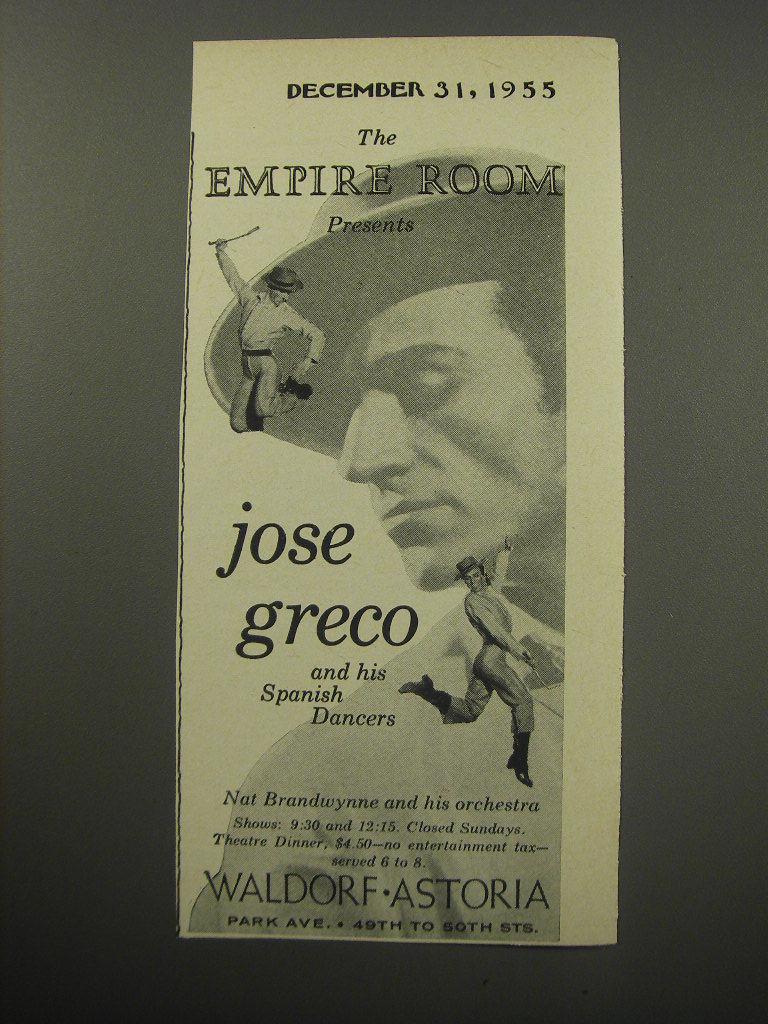 DECEMBER 31, 1955
The
EMPIRE ROOM
Presents
jose
greco
and his
Spanish
Dancers
Nat Brandwynne and his orchestra
Shows: 9:30 and 12:15. Closed Sundays.
Theatre Dinner, $4.50—no entertainment tax—
served 6 to 8.
WALDORF·ASTORIA
PARK AVE. • 49TH TO 50TH STS.